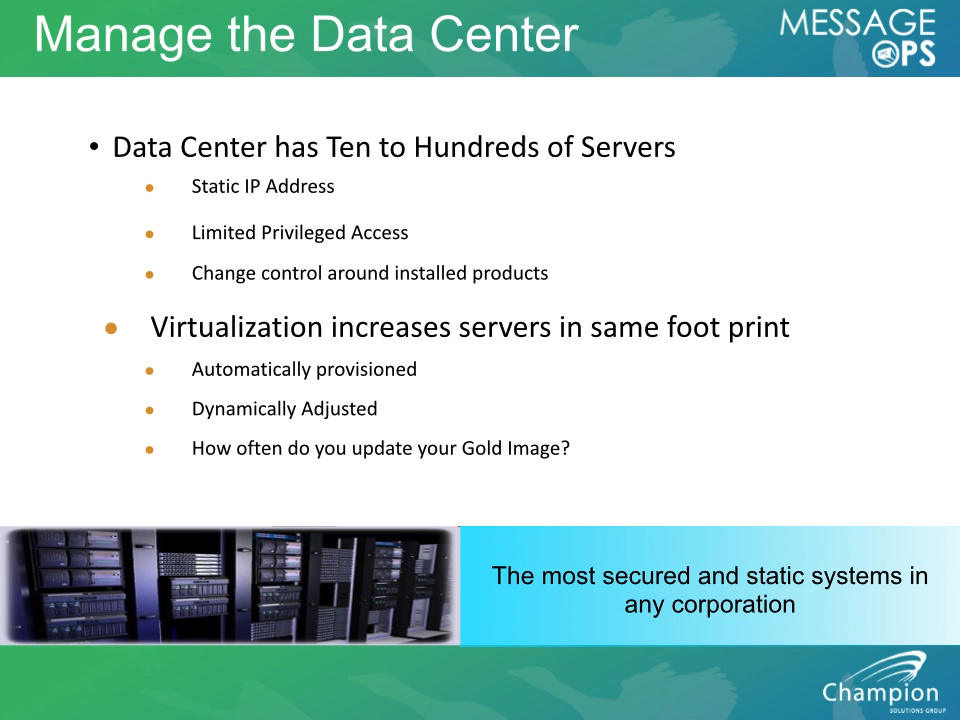 Manage the Data Center
MESSAGE
OPS
• Data Center has Ten to Hundreds of Servers
• Static IP Address
• Limited Privileged Access
• Change control around installed products
• Virtualization increases servers in same foot print
• Automatically provisioned
• Dynamically Adjusted
• How often do you update your Gold Image?
The most secured and static systems in
any corporation
Champion
SOLUTIONS GROUP